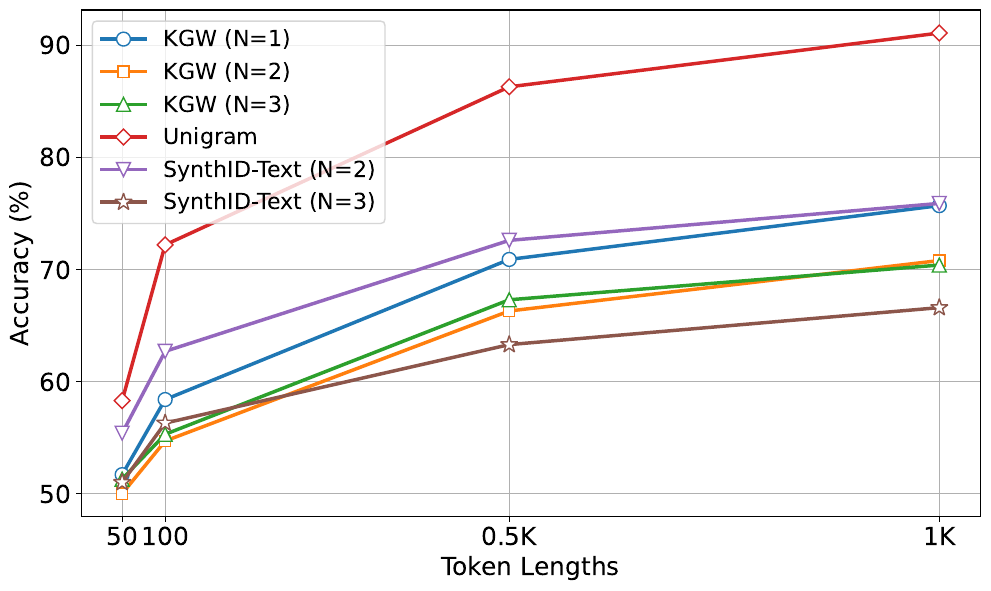 90
80
70
60
50
Accuracy (%)
KGW (N=1)
KGW (N=2)
KGW (N=3)
Unigram
SynthID-Text (N=2)
SynthID-Text (N=3)
50 100 0.5K 1K
Token Lengths